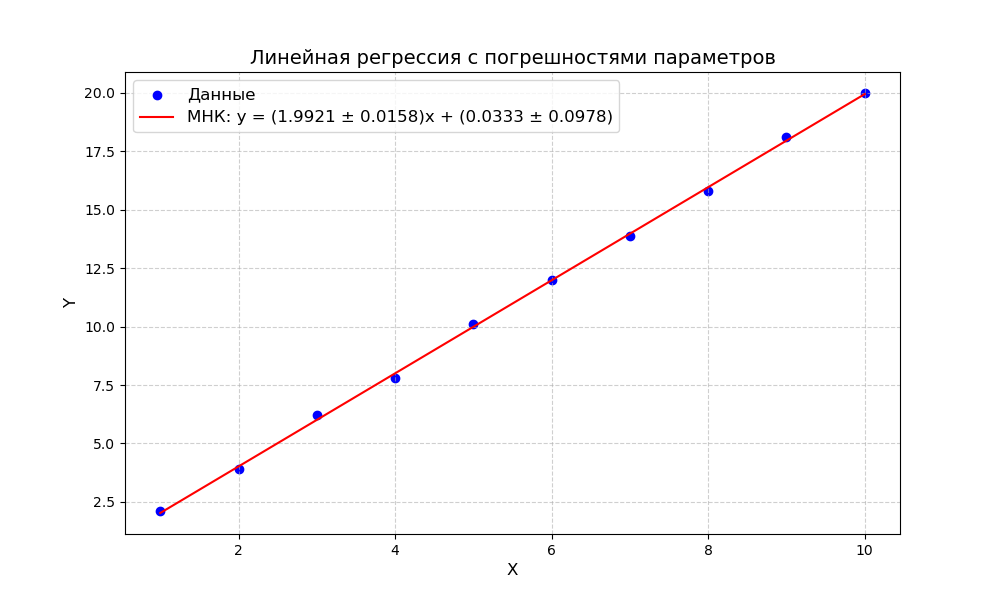 Линейная регрессия с погрешностями параметров
Данные
МНК: y = (1.9921 ± 0.0158)x + (0.0333 ± 0.0978)
20.0
17.5
15.0
12.5
10.0
7.5
5.0
2.5
Y
2 4 6 8 10
X